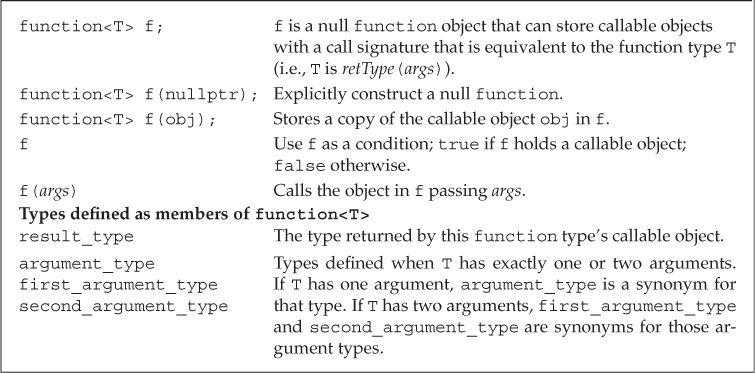 function<T> f; f is a null function object that can store callable objects
with a call signature that is equivalent to the function type T
(i.e., T is retType(args)).
function<T> f(nullptr); Explicitly construct a null function.
function<T> f(obj); Stores a copy of the callable object obj in f.
f Use f as a condition; true if f holds a callable object;
false otherwise.
f(args) Calls the object in f passing args.
Types defined as members of function<T>
result_type The type returned by this function type's callable object.
argument_type Types defined when T has exactly one or two arguments.
first_argument_type If T has one argument, argument_type is a synonym for
second_argument_type that type. If T has two arguments, first_argument_type
and second_argument_type are synonyms for those ar-
gument types.